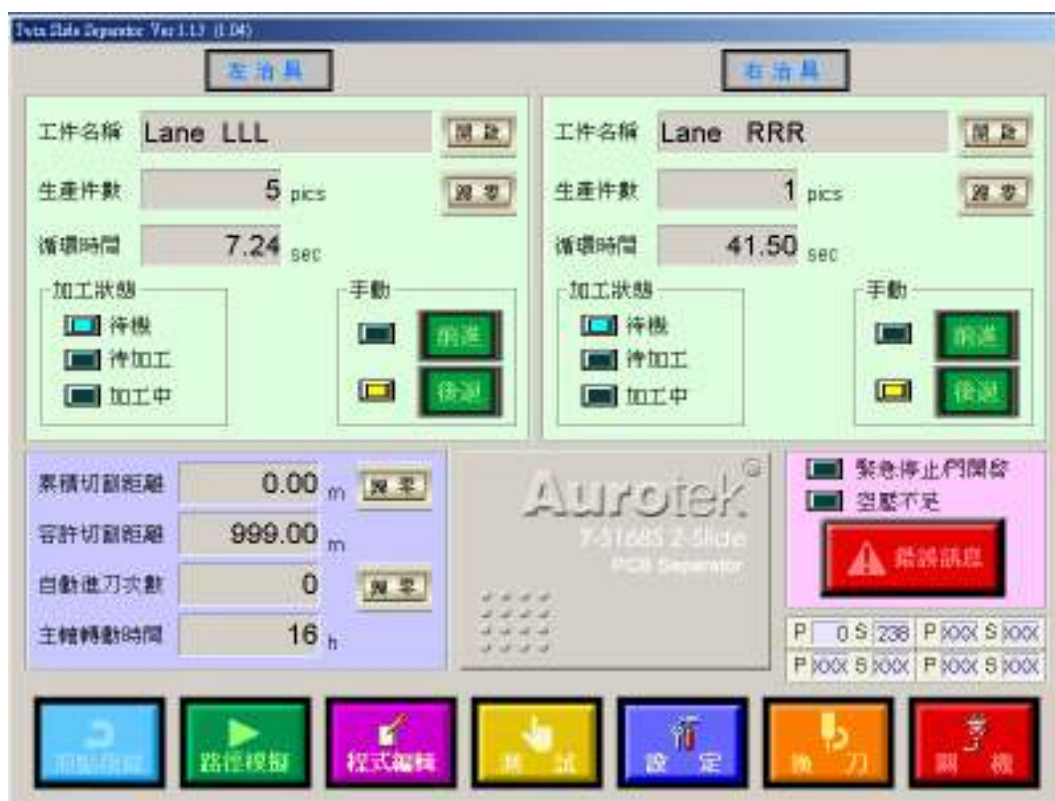 Twin Slide Separator Ver 1.13 (1.04)
左治具
右治具
工件名稱 Lane LLL 開啟
生產件數 5 pics 歸零
循環時間 7.24 sec
加工狀態
待機
待加工
加工中
手動
前進
後退
工件名稱 Lane RRR 開啟
生產件數 1 pics 歸零
循環時間 41.50 sec
加工狀態
待機
待加工
加工中
手動
前進
後退
累積切割距離 0.00 m 歸零
容許切割距離 999.00 m
自動進刀次數 0 歸零
主軸轉動時間 16 h
Aurotek®
7-5168S 2-Slide
PCB Separator
緊急停止/門開啟
空壓不足
錯誤訊息
P 0 S 238 P XXX S XXX
P XXX S XXX P XXX S XXX
路徑模擬
程式編輯
測試
設定
換刀
關機